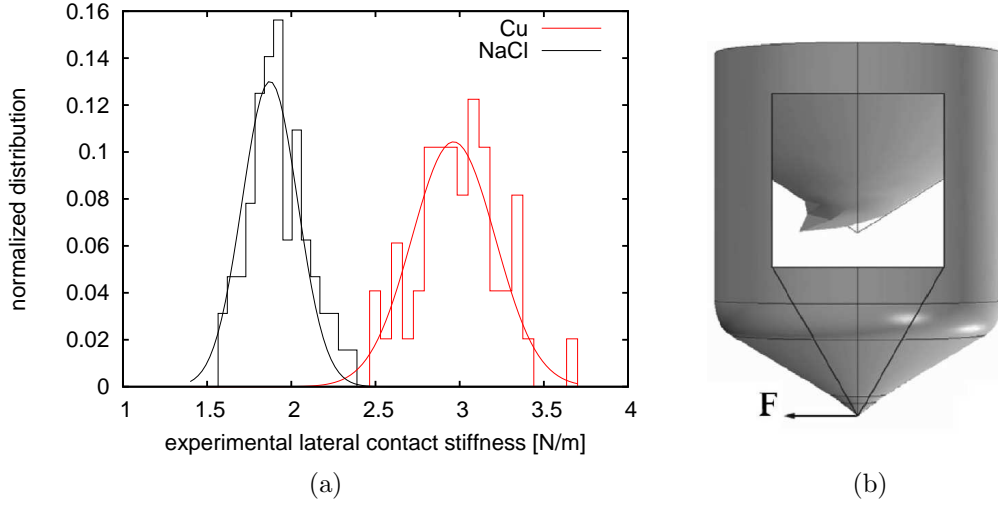 0.16
0.14
0.12
0.1
0.08
0.06
0.04
0.02
0
normalized distribution
Cu
NaCl
1 1.5 2 2.5 3 3.5 4
experimental lateral contact stiffness [N/m]
F
(a) (b)